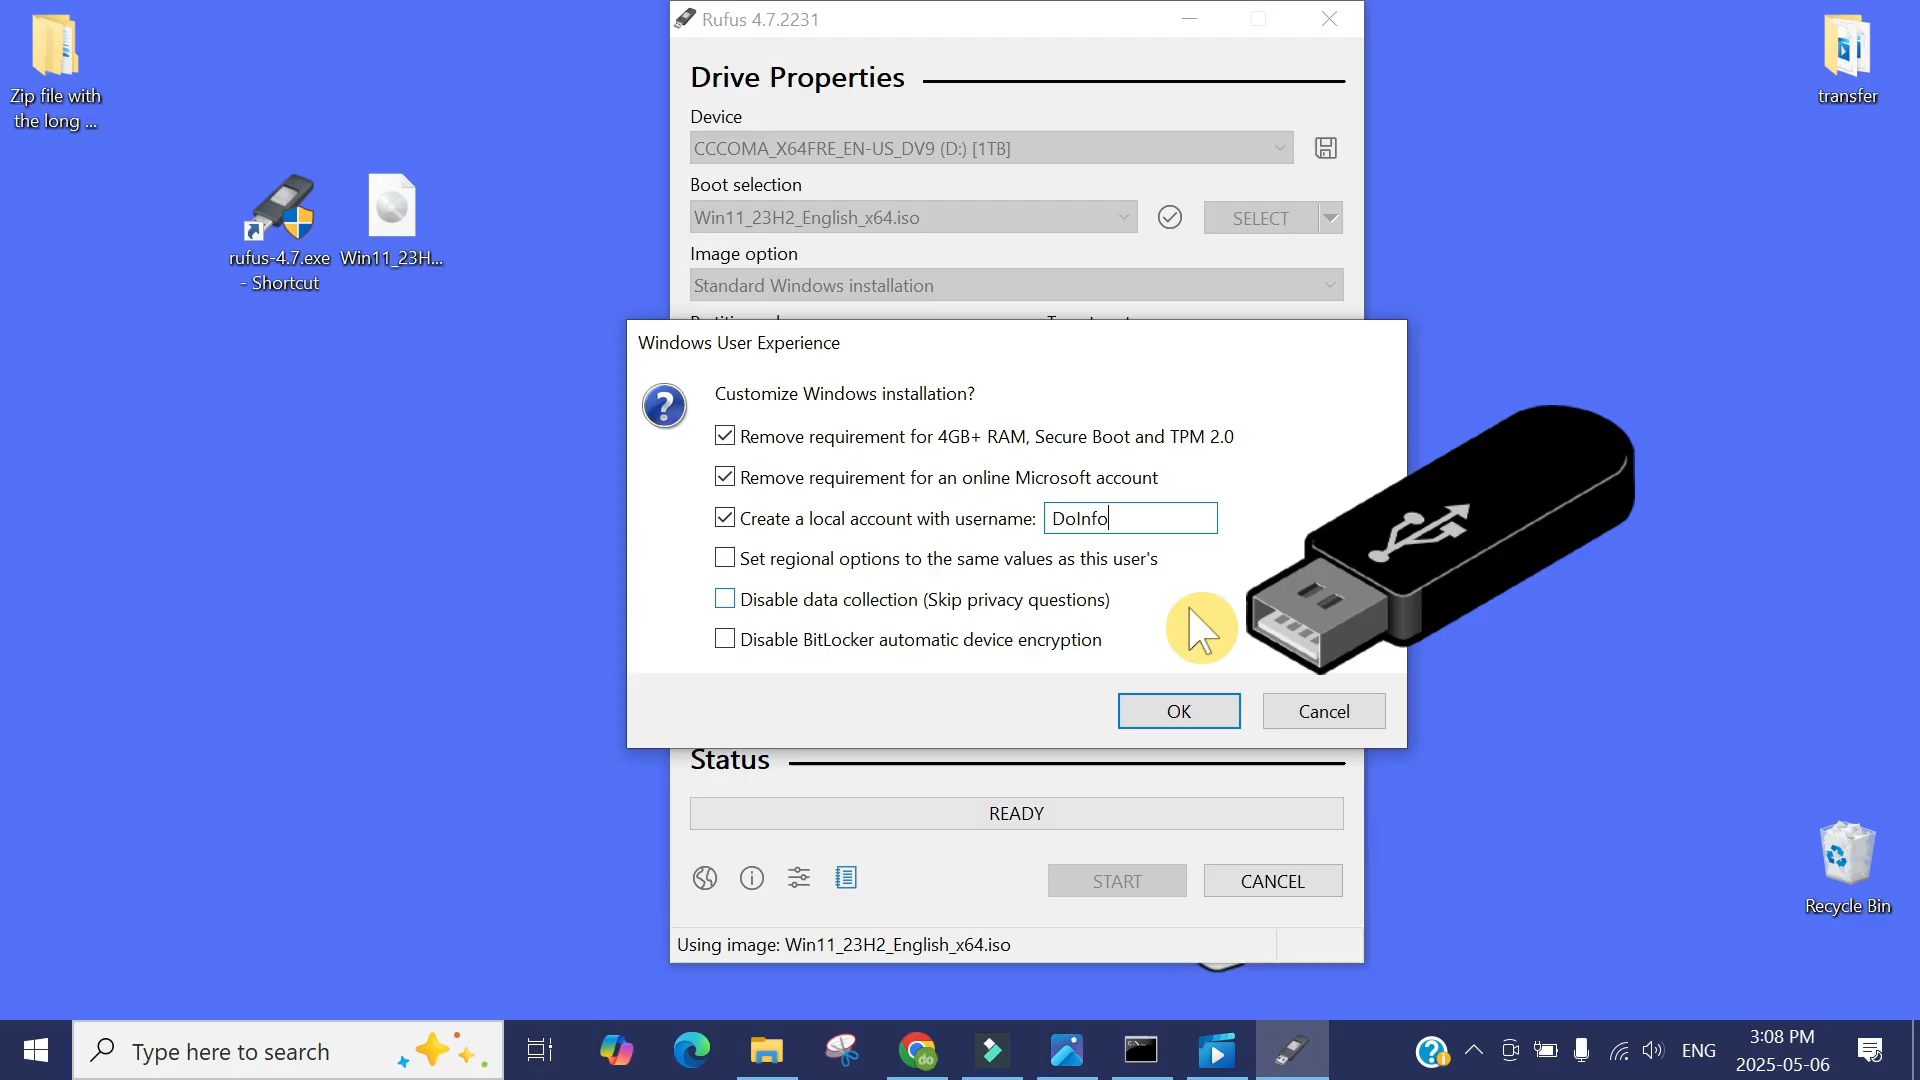 Rufus 4.7.2231
Zip file with
the long ...
rufus-4.7.exe
- Shortcut
Win11_23H...
transfer
Drive Properties
Device
CCCOMA_X64FRE_EN-US_DV9 (D:) [1TB]
Boot selection
Win11_23H2_English_x64.iso
SELECT
Image option
Standard Windows installation
Windows User Experience
Customize Windows installation?
Remove requirement for 4GB+ RAM, Secure Boot and TPM 2.0
Remove requirement for an online Microsoft account
Create a local account with username: DoInfo
Set regional options to the same values as this user's
Disable data collection (Skip privacy questions)
Disable BitLocker automatic device encryption
OK
Cancel
Status
READY
START
CANCEL
Using image: Win11_23H2_English_x64.iso
Recycle Bin
Type here to search
do
ENG
3:08 PM
2025-05-06